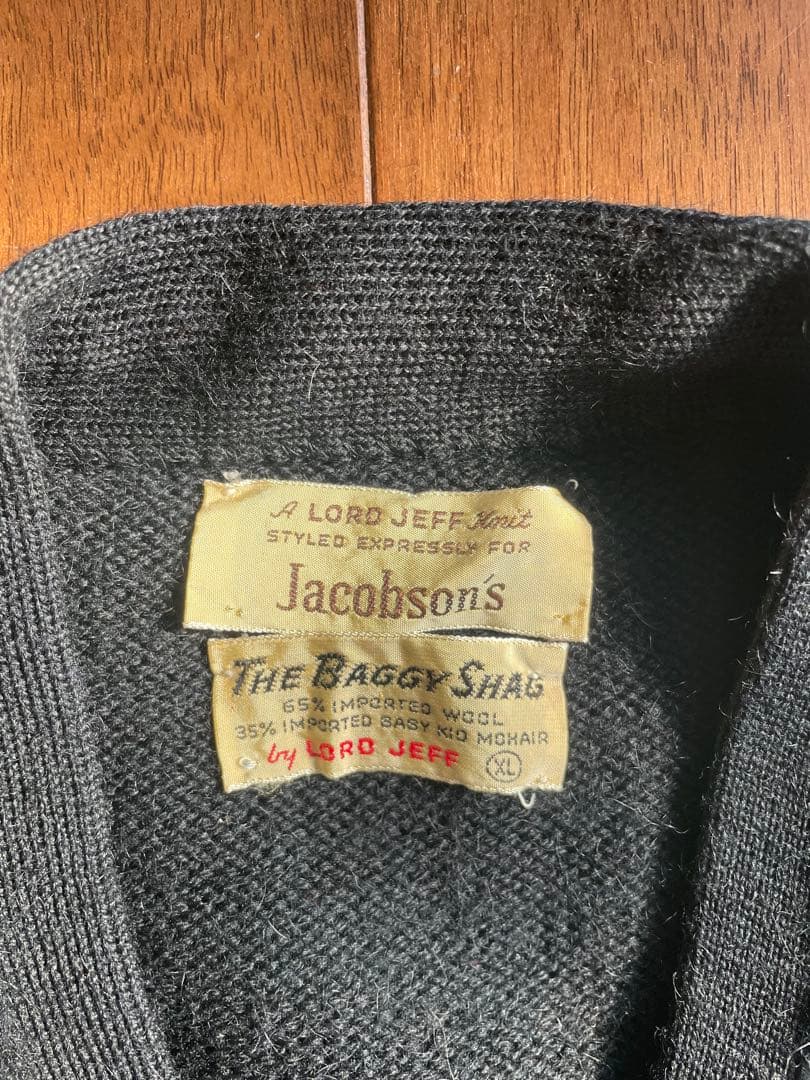 A LORD JEFF Knit
STYLED EXPRESSLY FOR
Jacobson's
THE BAGGY SHAG
65% IMPORTED WOOL
35% IMPORTED BABY KID MOHAIR
by LORD JEFF
XL